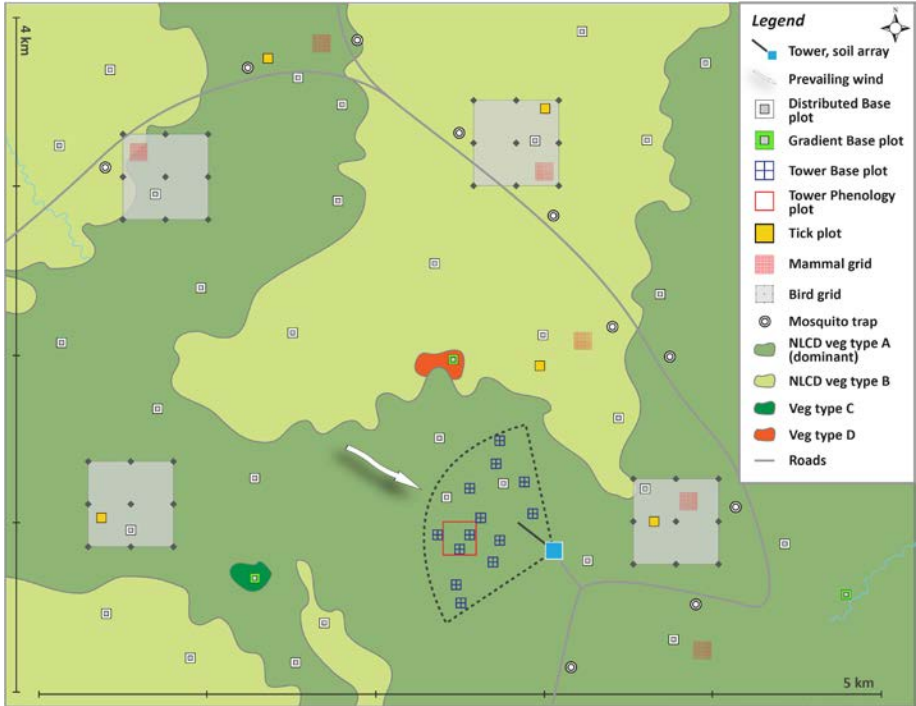 4 km
Legend
Tower, soil array
Prevailing wind
Distributed Base
plot
Gradient Base plot
Tower Base plot
Tower Phenology
plot
Tick plot
Mammal grid
Bird grid
Mosquito trap
NLCD veg type A
(dominant)
NLCD veg type B
Veg type C
Veg type D
Roads
5 km